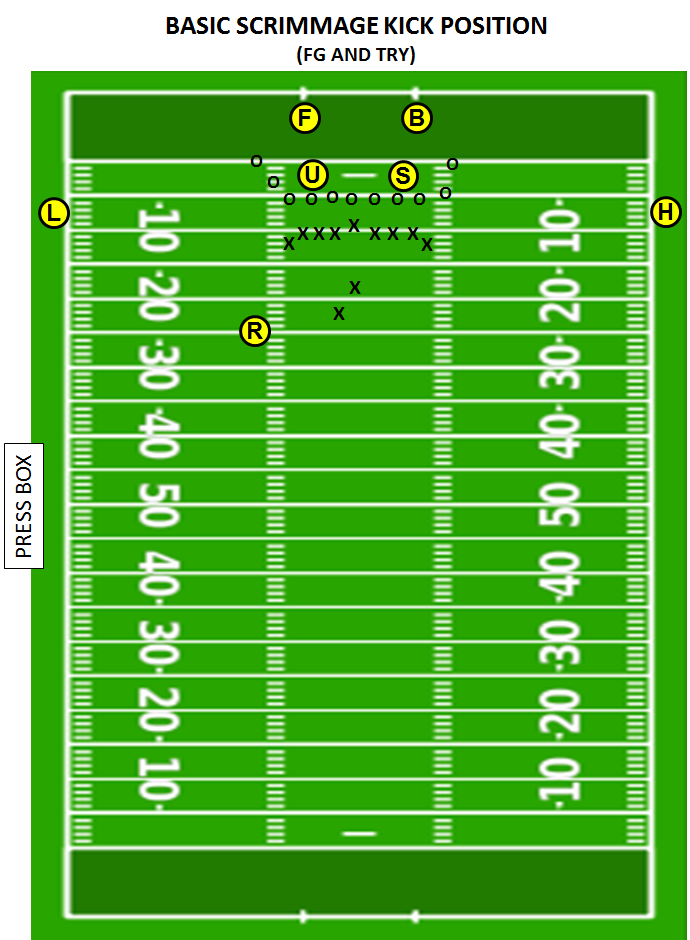 BASIC SCRIMMAGE KICK POSITION
(FG AND TRY)
F B
O O
U S
O O
O O O O O O O
L H
10 10
X
X X X X X X
X X
20 20
X
X
R
30 30
40 40
PRESS BOX
50 50
40 40
30 30
20 20
10 10